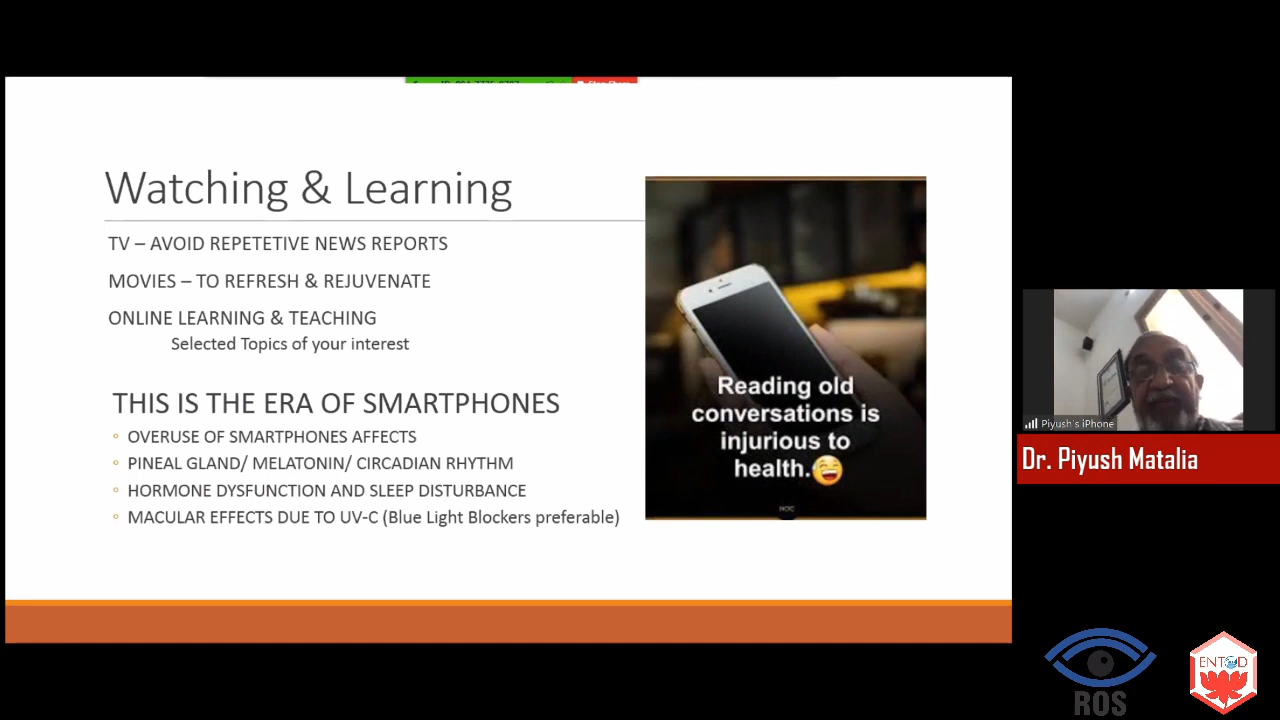 Watching & Learning
TV – AVOID REPETETIVE NEWS REPORTS
MOVIES – TO REFRESH & REJUVENATE
ONLINE LEARNING & TEACHING
Selected Topics of your interest
THIS IS THE ERA OF SMARTPHONES
OVERUSE OF SMARTPHONES AFFECTS
PINEAL GLAND/ MELATONIN/ CIRCADIAN RHYTHM
HORMONE DYSFUNCTION AND SLEEP DISTURBANCE
MACULAR EFFECTS DUE TO UV-C (Blue Light Blockers preferable)
Reading old
conversations is
injurious to
health.
Piyush's iPhone
Dr. Piyush Matalia
ROS
ENTOD